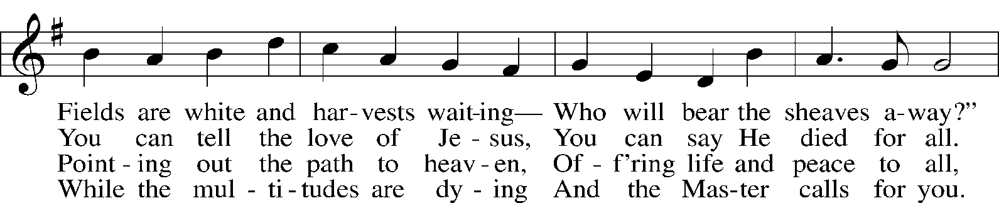 Fields are white and har-vests wait-ing— Who will bear the sheaves a-way?”
You can tell the love of Je - sus, You can say He died for all.
Point - ing out the path to heav - en, Of - f'ring life and peace to all,
While the mul - ti - tudes are dy - ing And the Mas-ter calls for you.